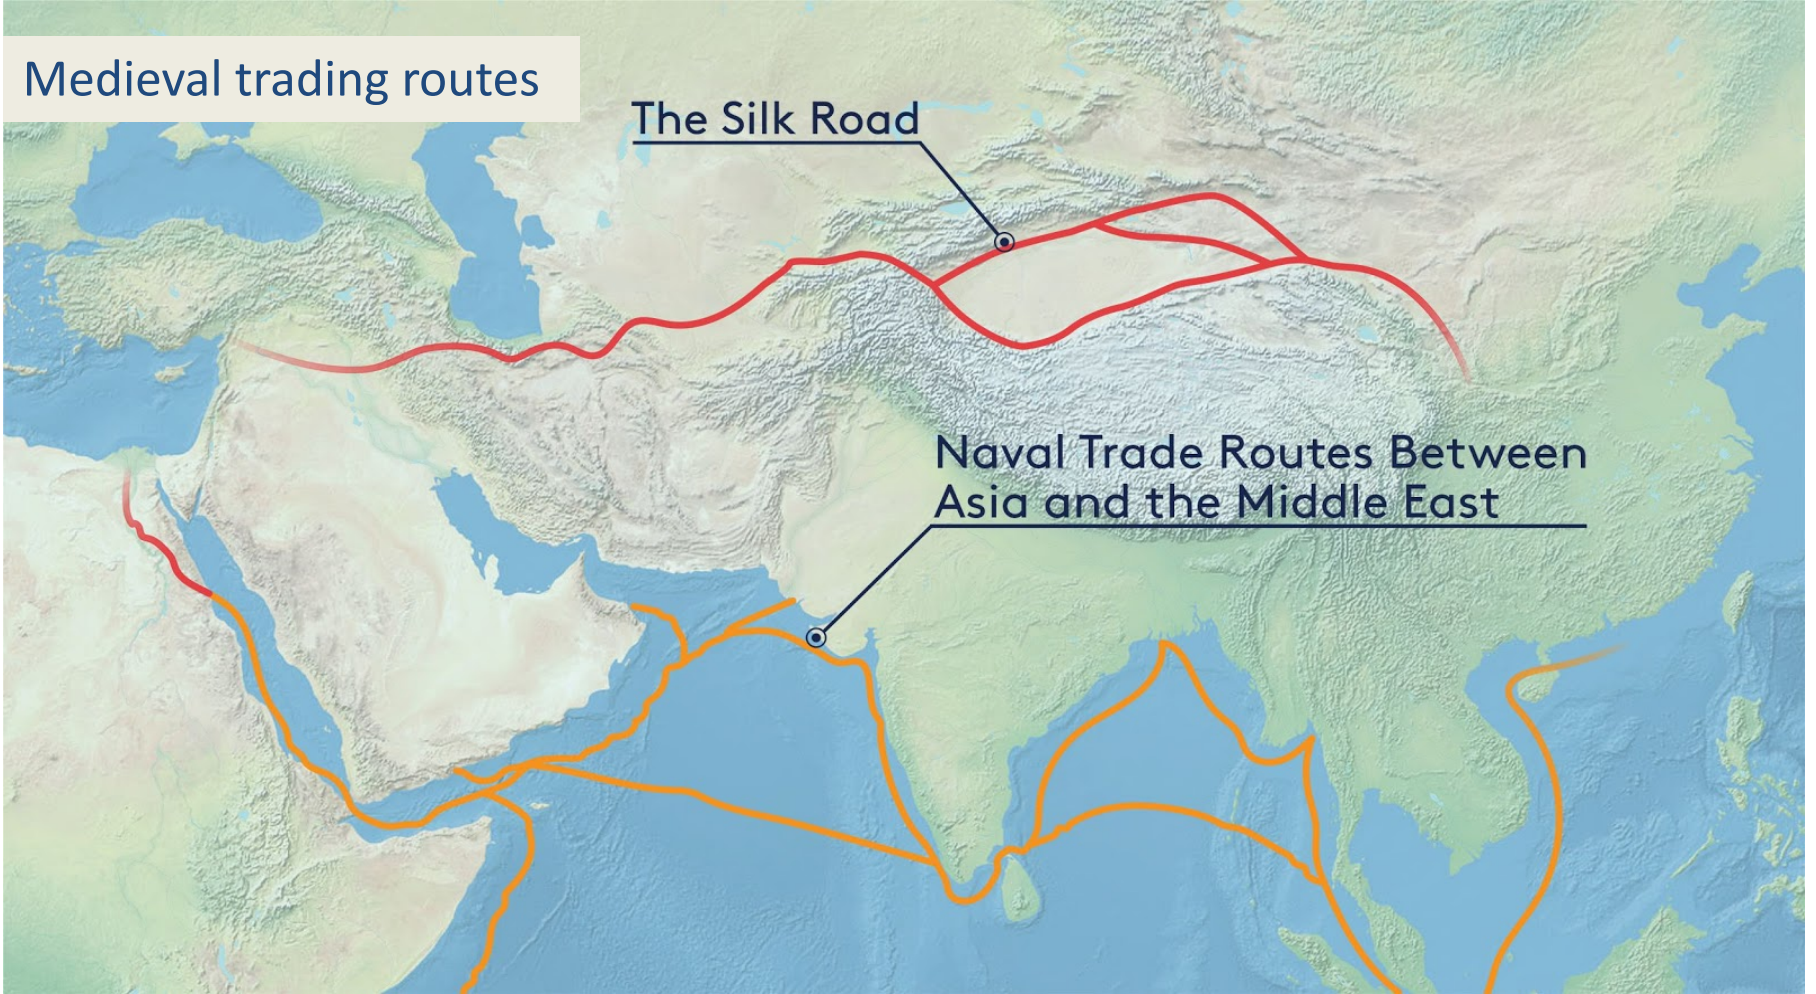 Medieval trading routes
The Silk Road
Naval Trade Routes Between
Asia and the Middle East